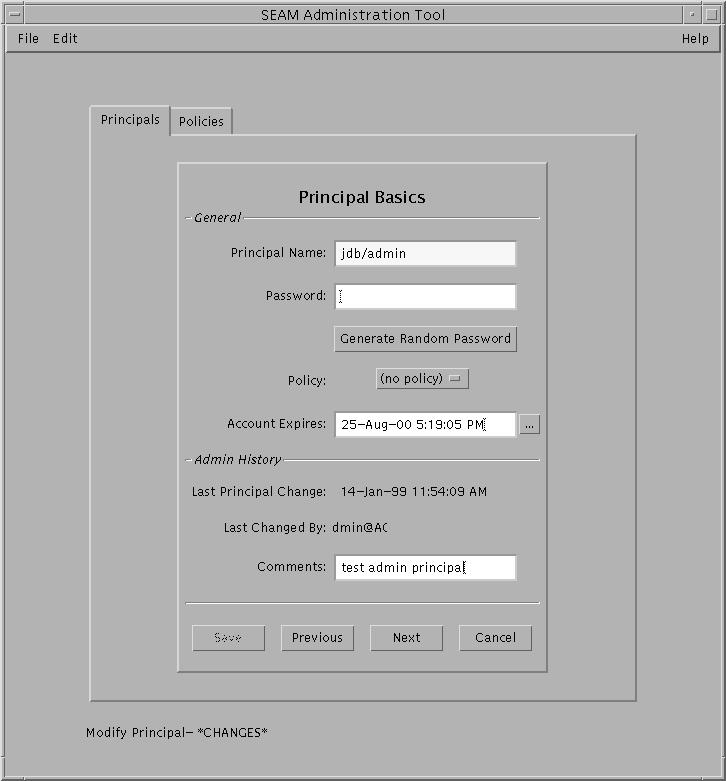 SEAM Administration Tool
File Edit Help
Principals Policies
Principal Basics
General
Principal Name: jdb/admin
Password:
Generate Random Password
Policy: (no policy)
Account Expires: 25-Aug-00 5:19:05 PM ...
Admin History
Last Principal Change: 14-Jan-99 11:54:09 AM
Last Changed By: dmin@AC
Comments: test admin principal
Save Previous Next Cancel
Modify Principal- *CHANGES*